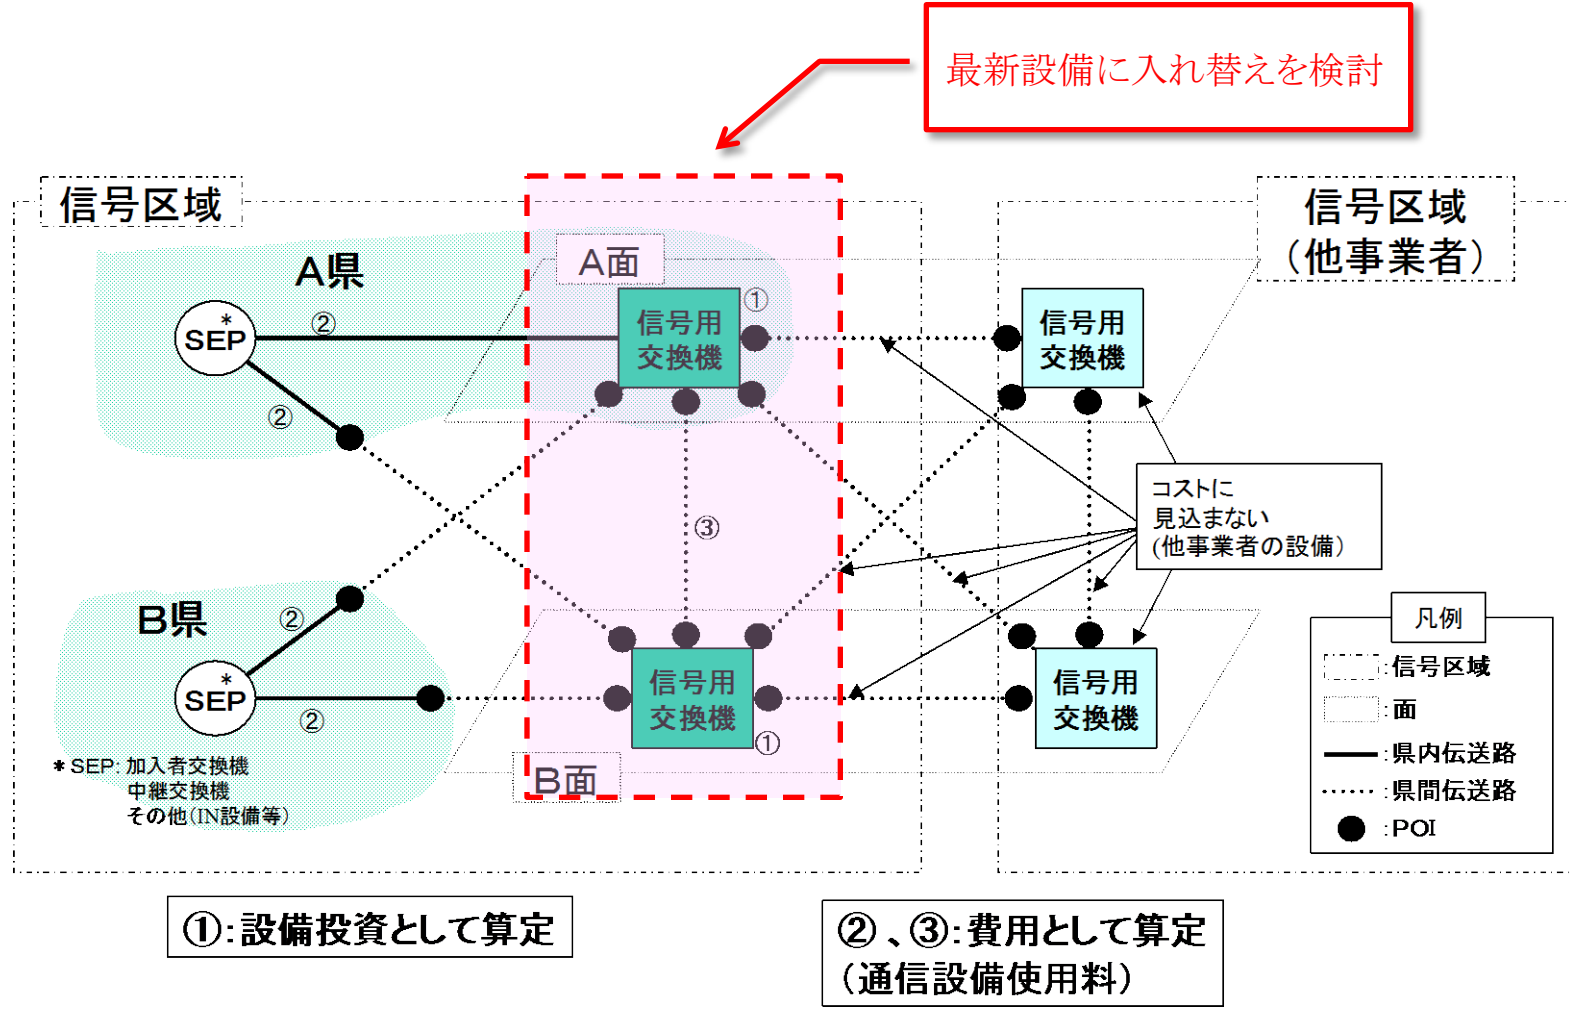 最新設備に入れ替えを検討
信号区域
信号区域
（他事業者）
A県
A面
SEP*
②
信号用
交換機
①
信号用
交換機
②
コストに
見込まない
(他事業者の設備）
③
B県
②
SEP*
②
信号用
交換機
①
信号用
交換機
B面
* SEP: 加入者交換機
中継交換機
その他（IN設備等）
凡例
:信号区域
:面
:県内伝送路
:県間伝送路
:POI
①:設備投資として算定
②、③:費用として算定
（通信設備使用料）